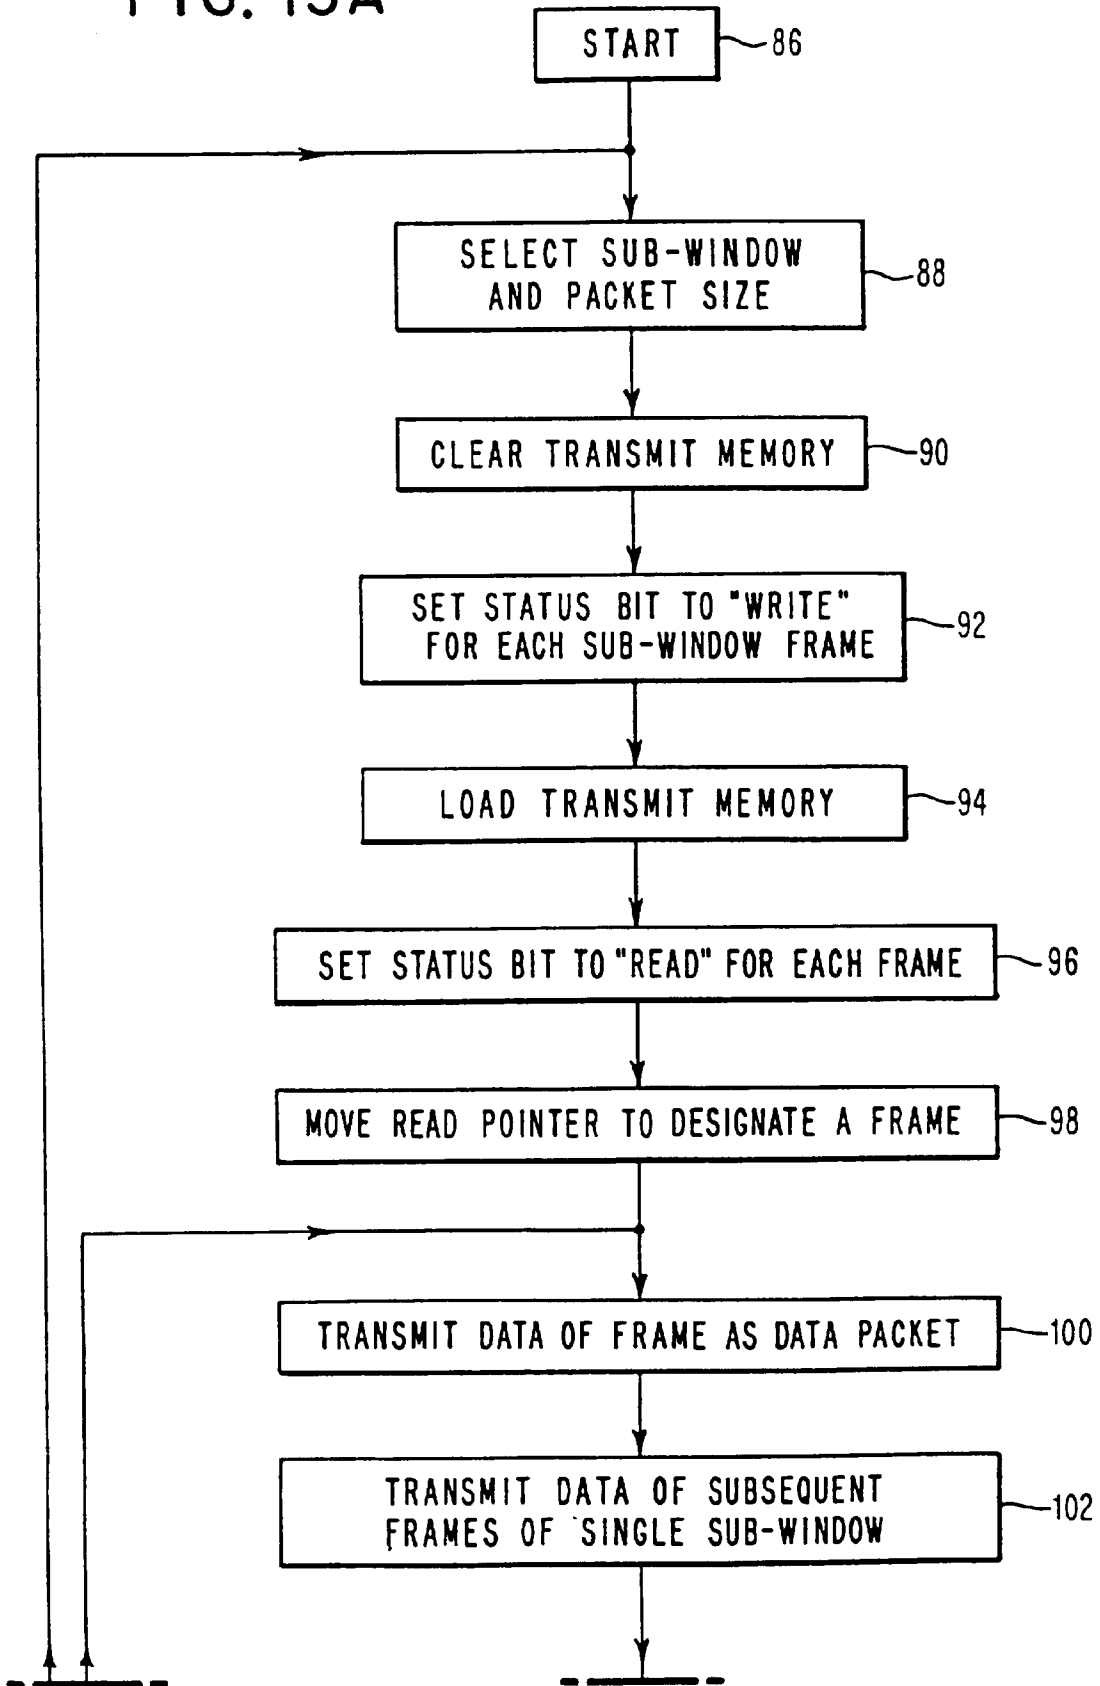 FIG. 15A
START
86
SELECT SUB-WINDOW
AND PACKET SIZE
88
CLEAR TRANSMIT MEMORY
90
SET STATUS BIT TO "WRITE"
FOR EACH SUB-WINDOW FRAME
92
LOAD TRANSMIT MEMORY
94
SET STATUS BIT TO "READ" FOR EACH FRAME
96
MOVE READ POINTER TO DESIGNATE A FRAME
98
TRANSMIT DATA OF FRAME AS DATA PACKET
100
TRANSMIT DATA OF SUBSEQUENT
FRAMES OF SINGLE SUB-WINDOW
102